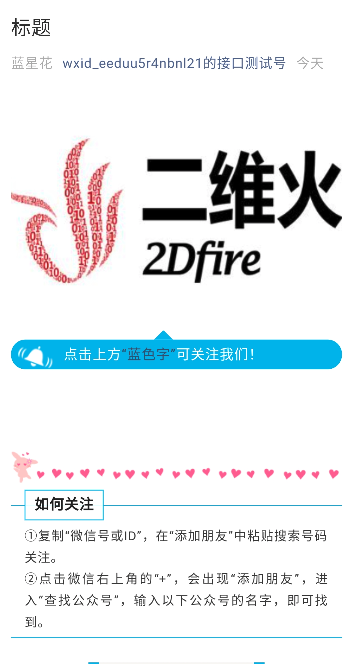 标题
蓝星花 wxid_eeduu5r4nbnl21的接口测试号 今天
二维火
2Dfire
点击上方“蓝色字”可关注我们！
如何关注
①复制“微信号或ID”，在“添加朋友”中粘贴搜索号码
关注。
②点击微信右上角的“+”，会出现“添加朋友”，进
入“查找公众号”，输入以下公众号的名字，即可找
到。